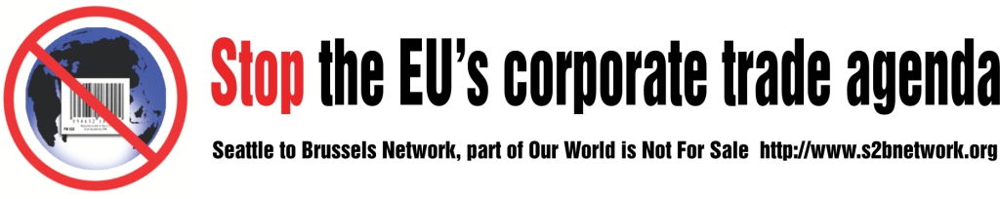 Stop the EU's corporate trade agenda
Seattle to Brussels Network, part of Our World is Not For Sale http://www.s2bnetwork.org